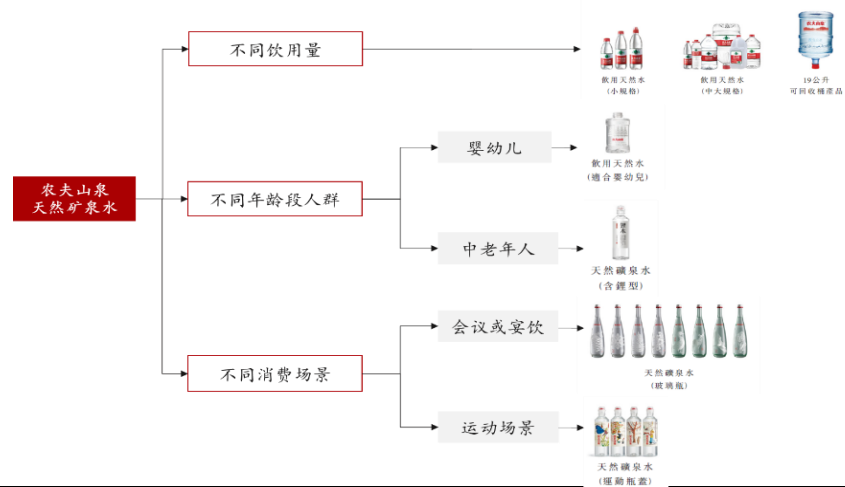 不同饮用量
飲用天然水
(小规格)
飲用天然水
(中大规格)
19公升
可回收桶產品
婴幼儿
飲用天然水
(適合嬰幼兒)
农夫山泉
天然矿泉水
不同年龄段人群
中老年人
天然礦泉水
(含鋰型)
会议或宴饮
天然礦泉水
(玻璃瓶)
不同消费场景
运动场景
天然礦泉水
(運動瓶蓋)